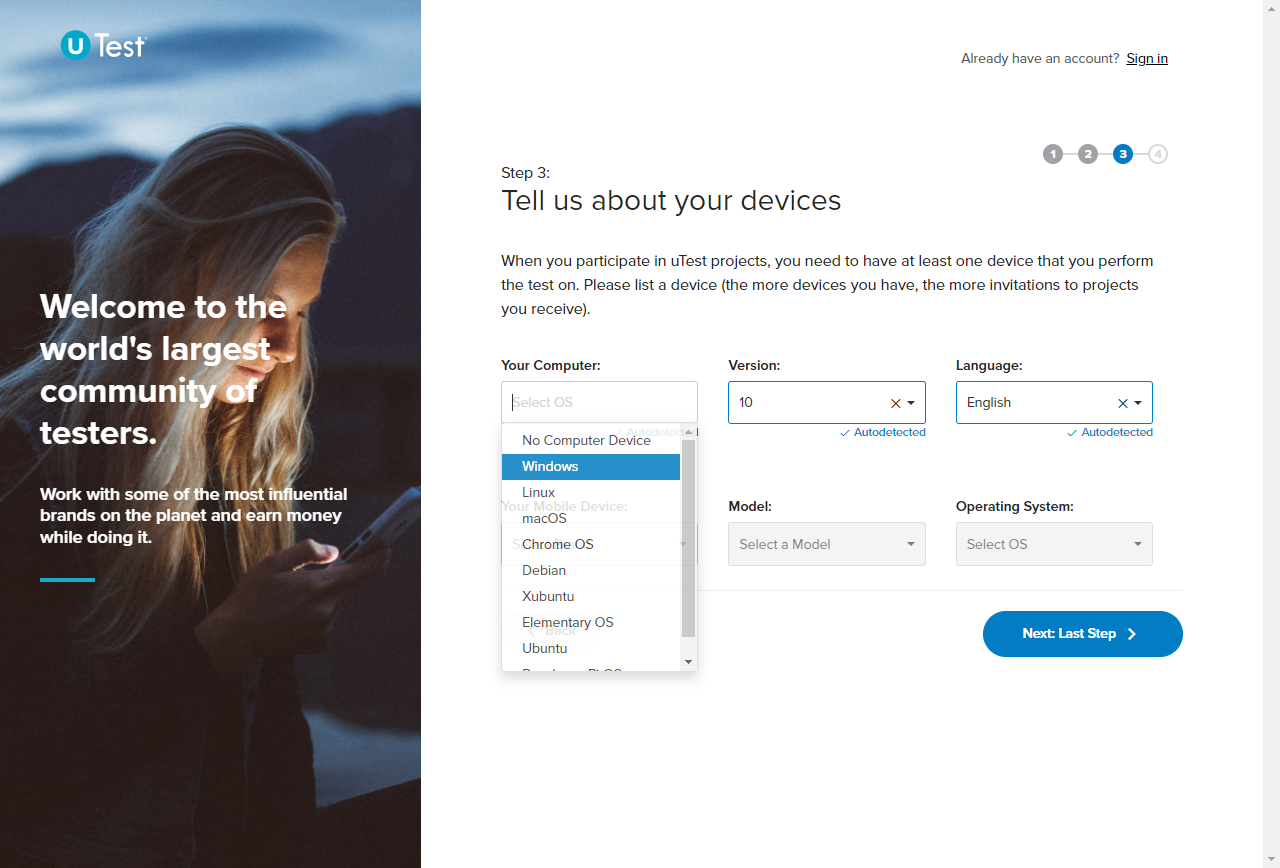 U Test
Already have an account? Sign in
1 2 3 4
Step 3:
Tell us about your devices
When you participate in uTest projects, you need to have at least one device that you perform
the test on. Please list a device (the more devices you have, the more invitations to projects
you receive).
Welcome to the
world's largest
community of
testers.
Work with some of the most influential
brands on the planet and earn money
while doing it.
Your Computer:
Version:
Language:
Select OS
10
English
Autodetected
Autodetected
Autodetected
No Computer Device
Windows
Linux
macOS
Chrome OS
Debian
Xubuntu
Elementary OS
Ubuntu
Your Mobile Device:
Model:
Operating System:
Select a Model
Select OS
Back
Next: Last Step